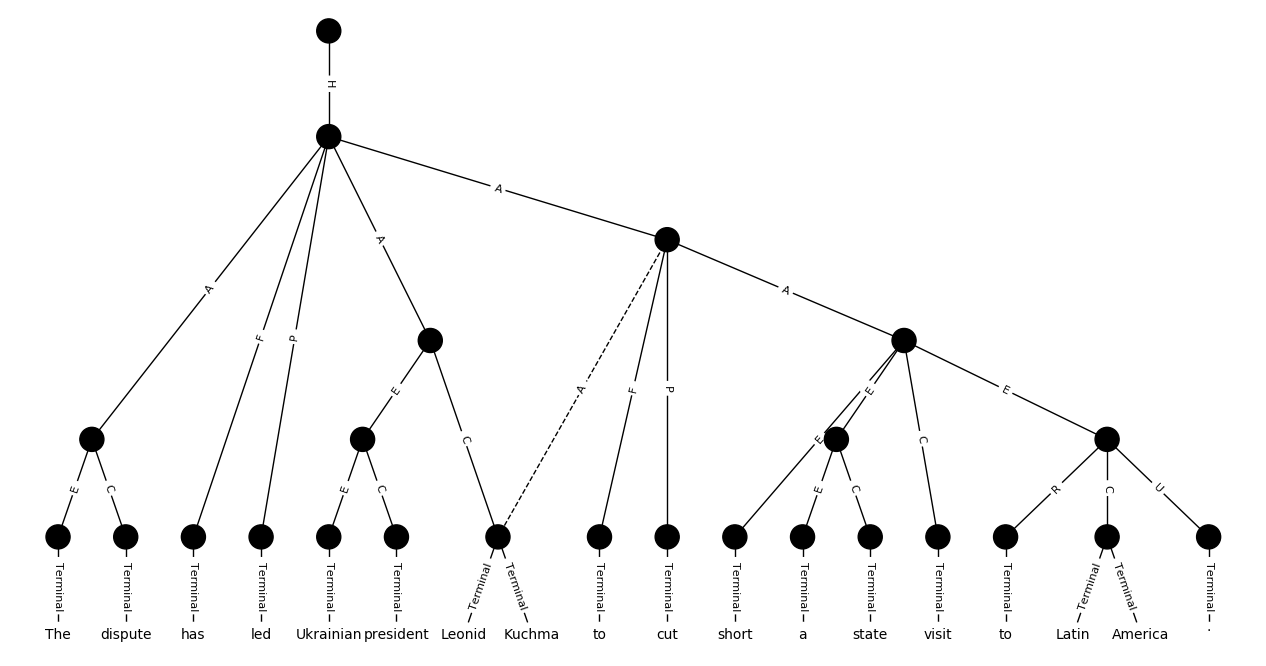 H
A
A
A
F
P
A
E
A
F
P
E
E
C
E
C
E
C
E
C
E
C
R
C
U
Terminal Terminal Terminal Terminal Terminal Terminal Terminal Terminal Terminal Terminal Terminal Terminal Terminal Terminal Terminal Terminal Terminal Terminal
The dispute has led Ukrainian president Leonid Kuchma to cut short a state visit to Latin America .